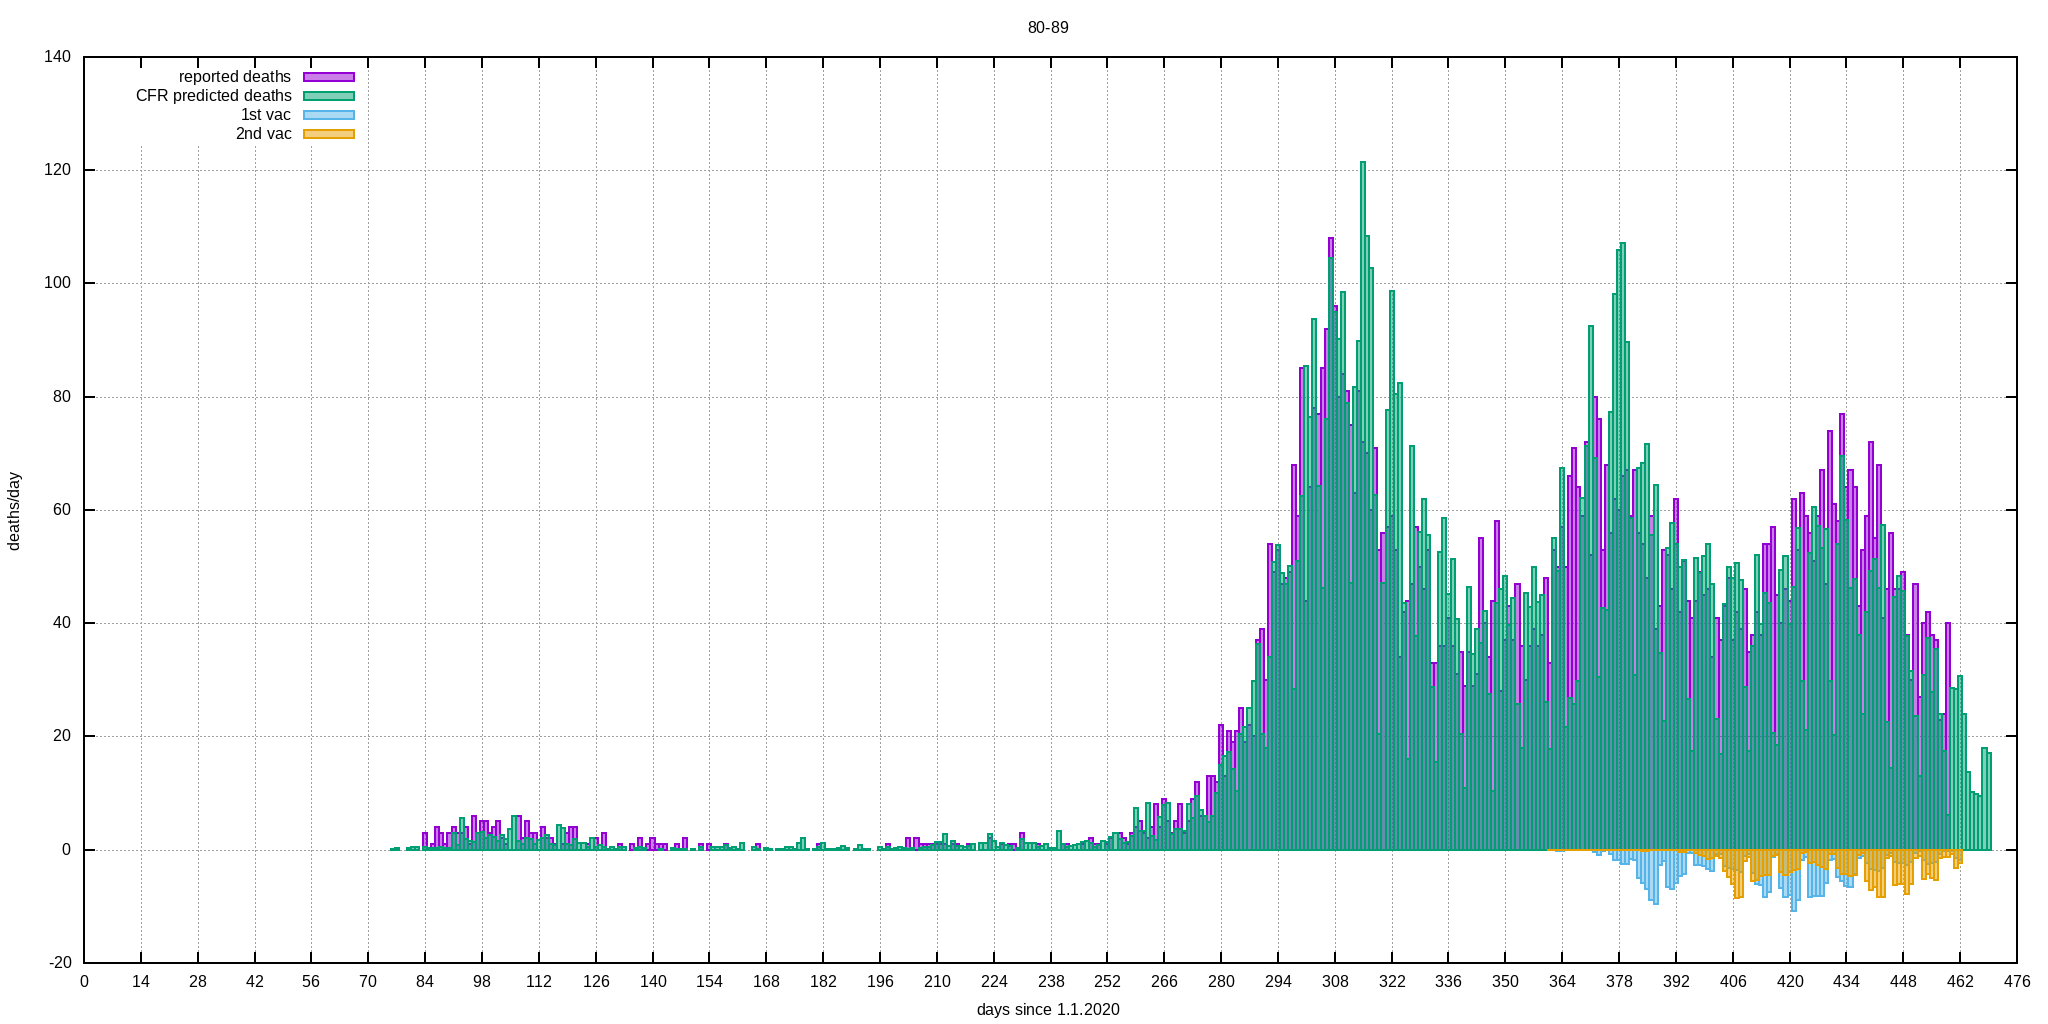 80-89
140
120
100
80
60
40
20
0
-20
reported deaths
CFR predicted deaths
1st vac
2nd vac
deaths/day
0 14 28 42 56 70 84 98 112 126 140 154 168 182 196 210 224 238 252 266 280 294 308 322 336 350 364 378 392 406 420 434 448 462 476
days since 1.1.2020